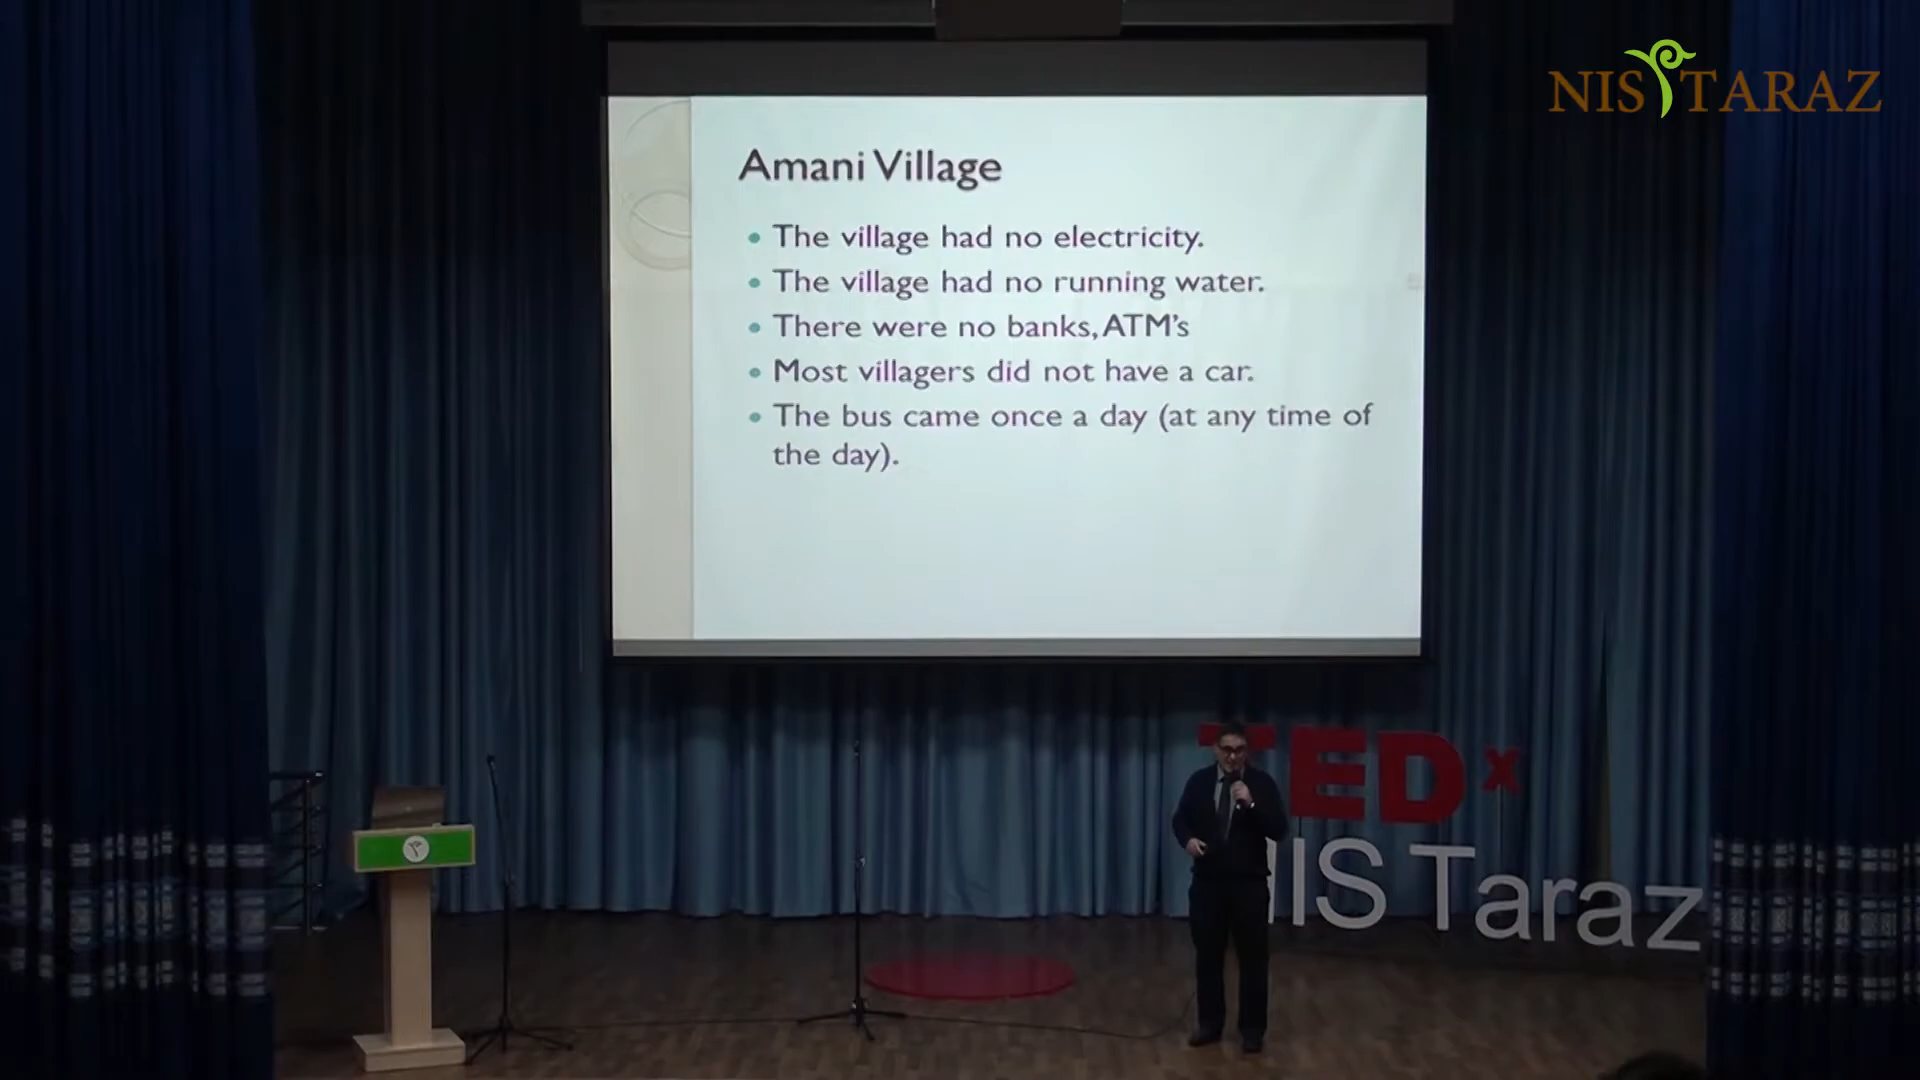 NIS TARAZ
Amani Village
The village had no electricity.
The village had no running water.
There were no banks, ATM's
Most villagers did not have a car.
The bus came once a day (at any time of
the day).
TEDx
NIS Taraz